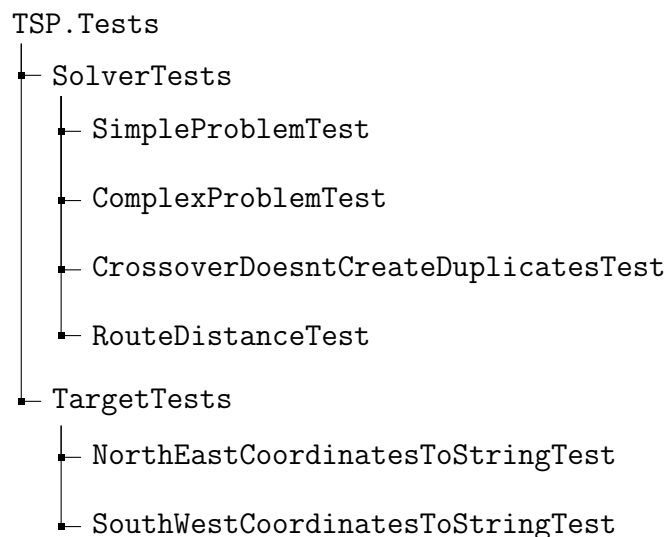 TSP.Tests
SolverTests
SimpleProblemTest
ComplexProblemTest
CrossoverDoesntCreateDuplicatesTest
RouteDistanceTest
TargetTests
NorthEastCoordinatesToStringTest
SouthWestCoordinatesToStringTest